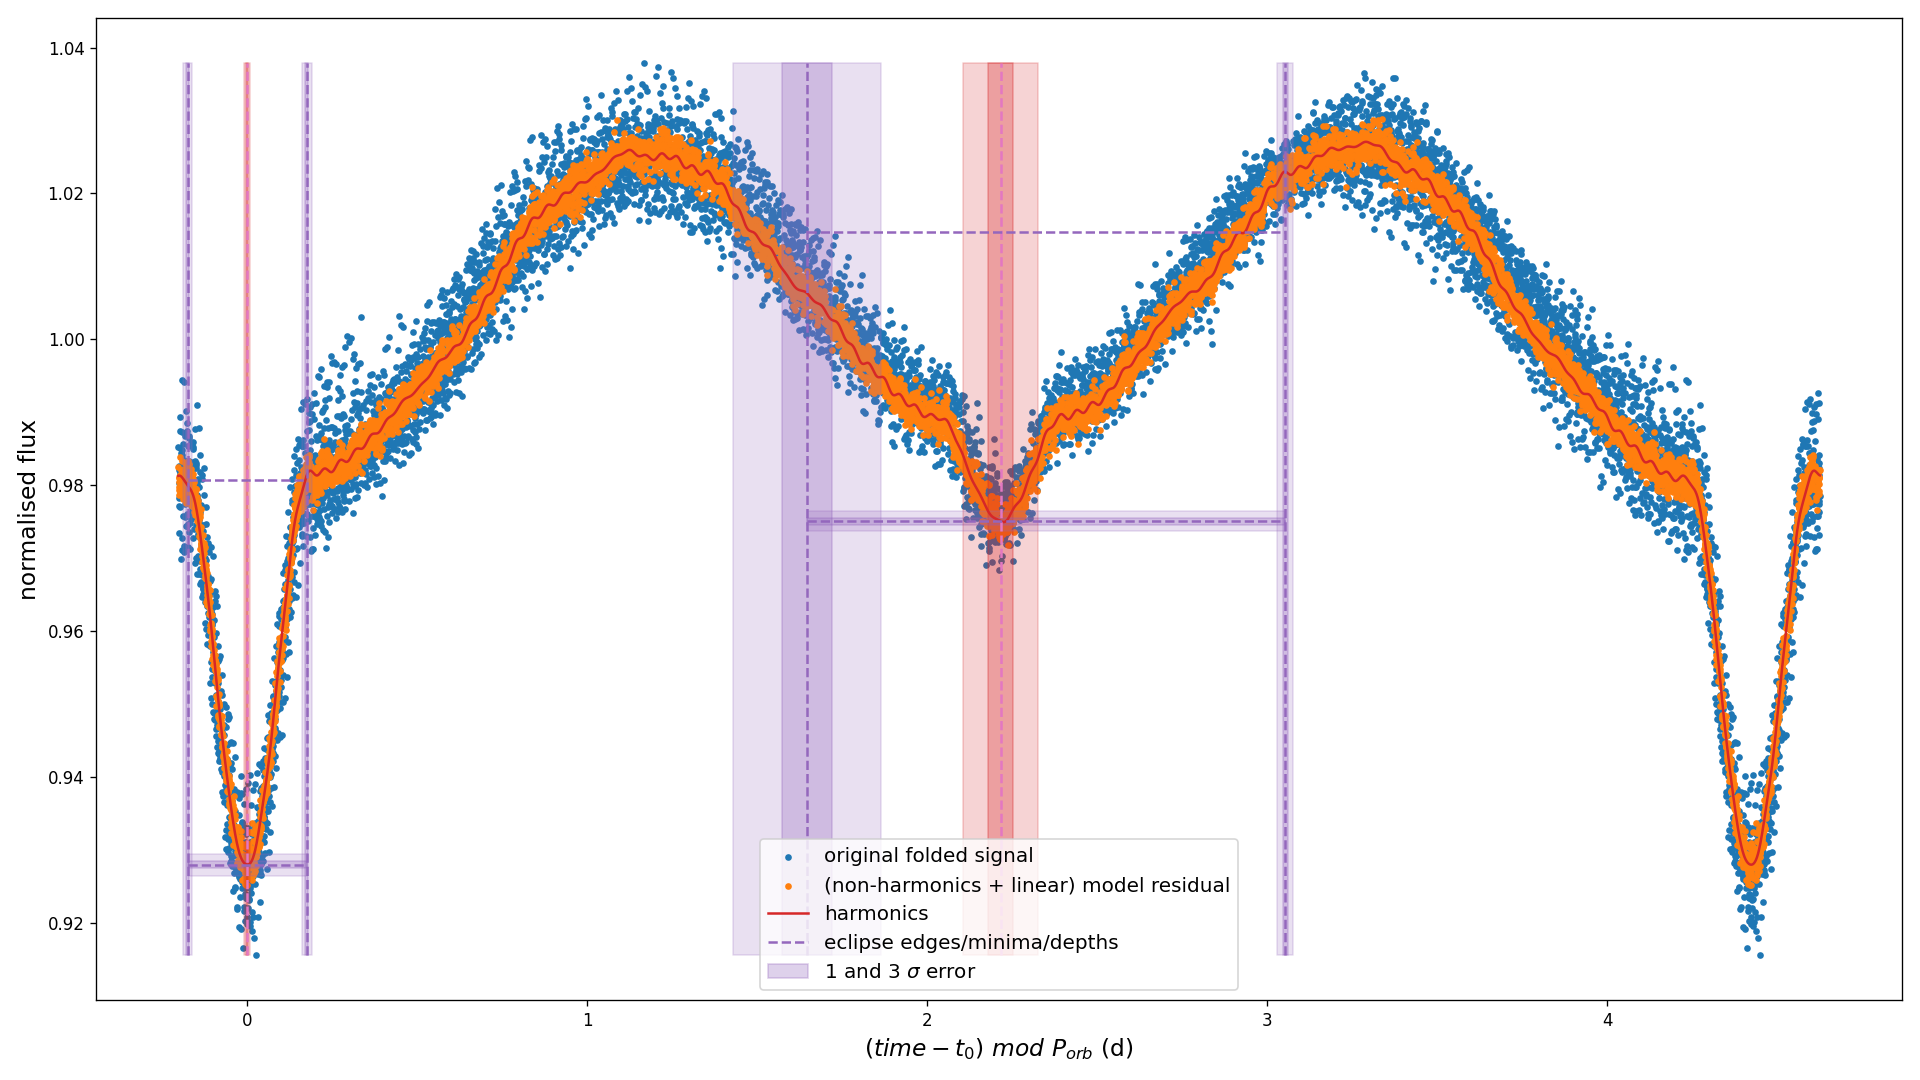 1.04
1.02
1.00
0.98
0.96
0.94
0.92
normalised flux
original folded signal
(non-harmonics + linear) model residual
harmonics
eclipse edges/minima/depths
1 and 3 σ error
0 1 2 3 4
(time − t₀) mod Pₒᵣb (d)